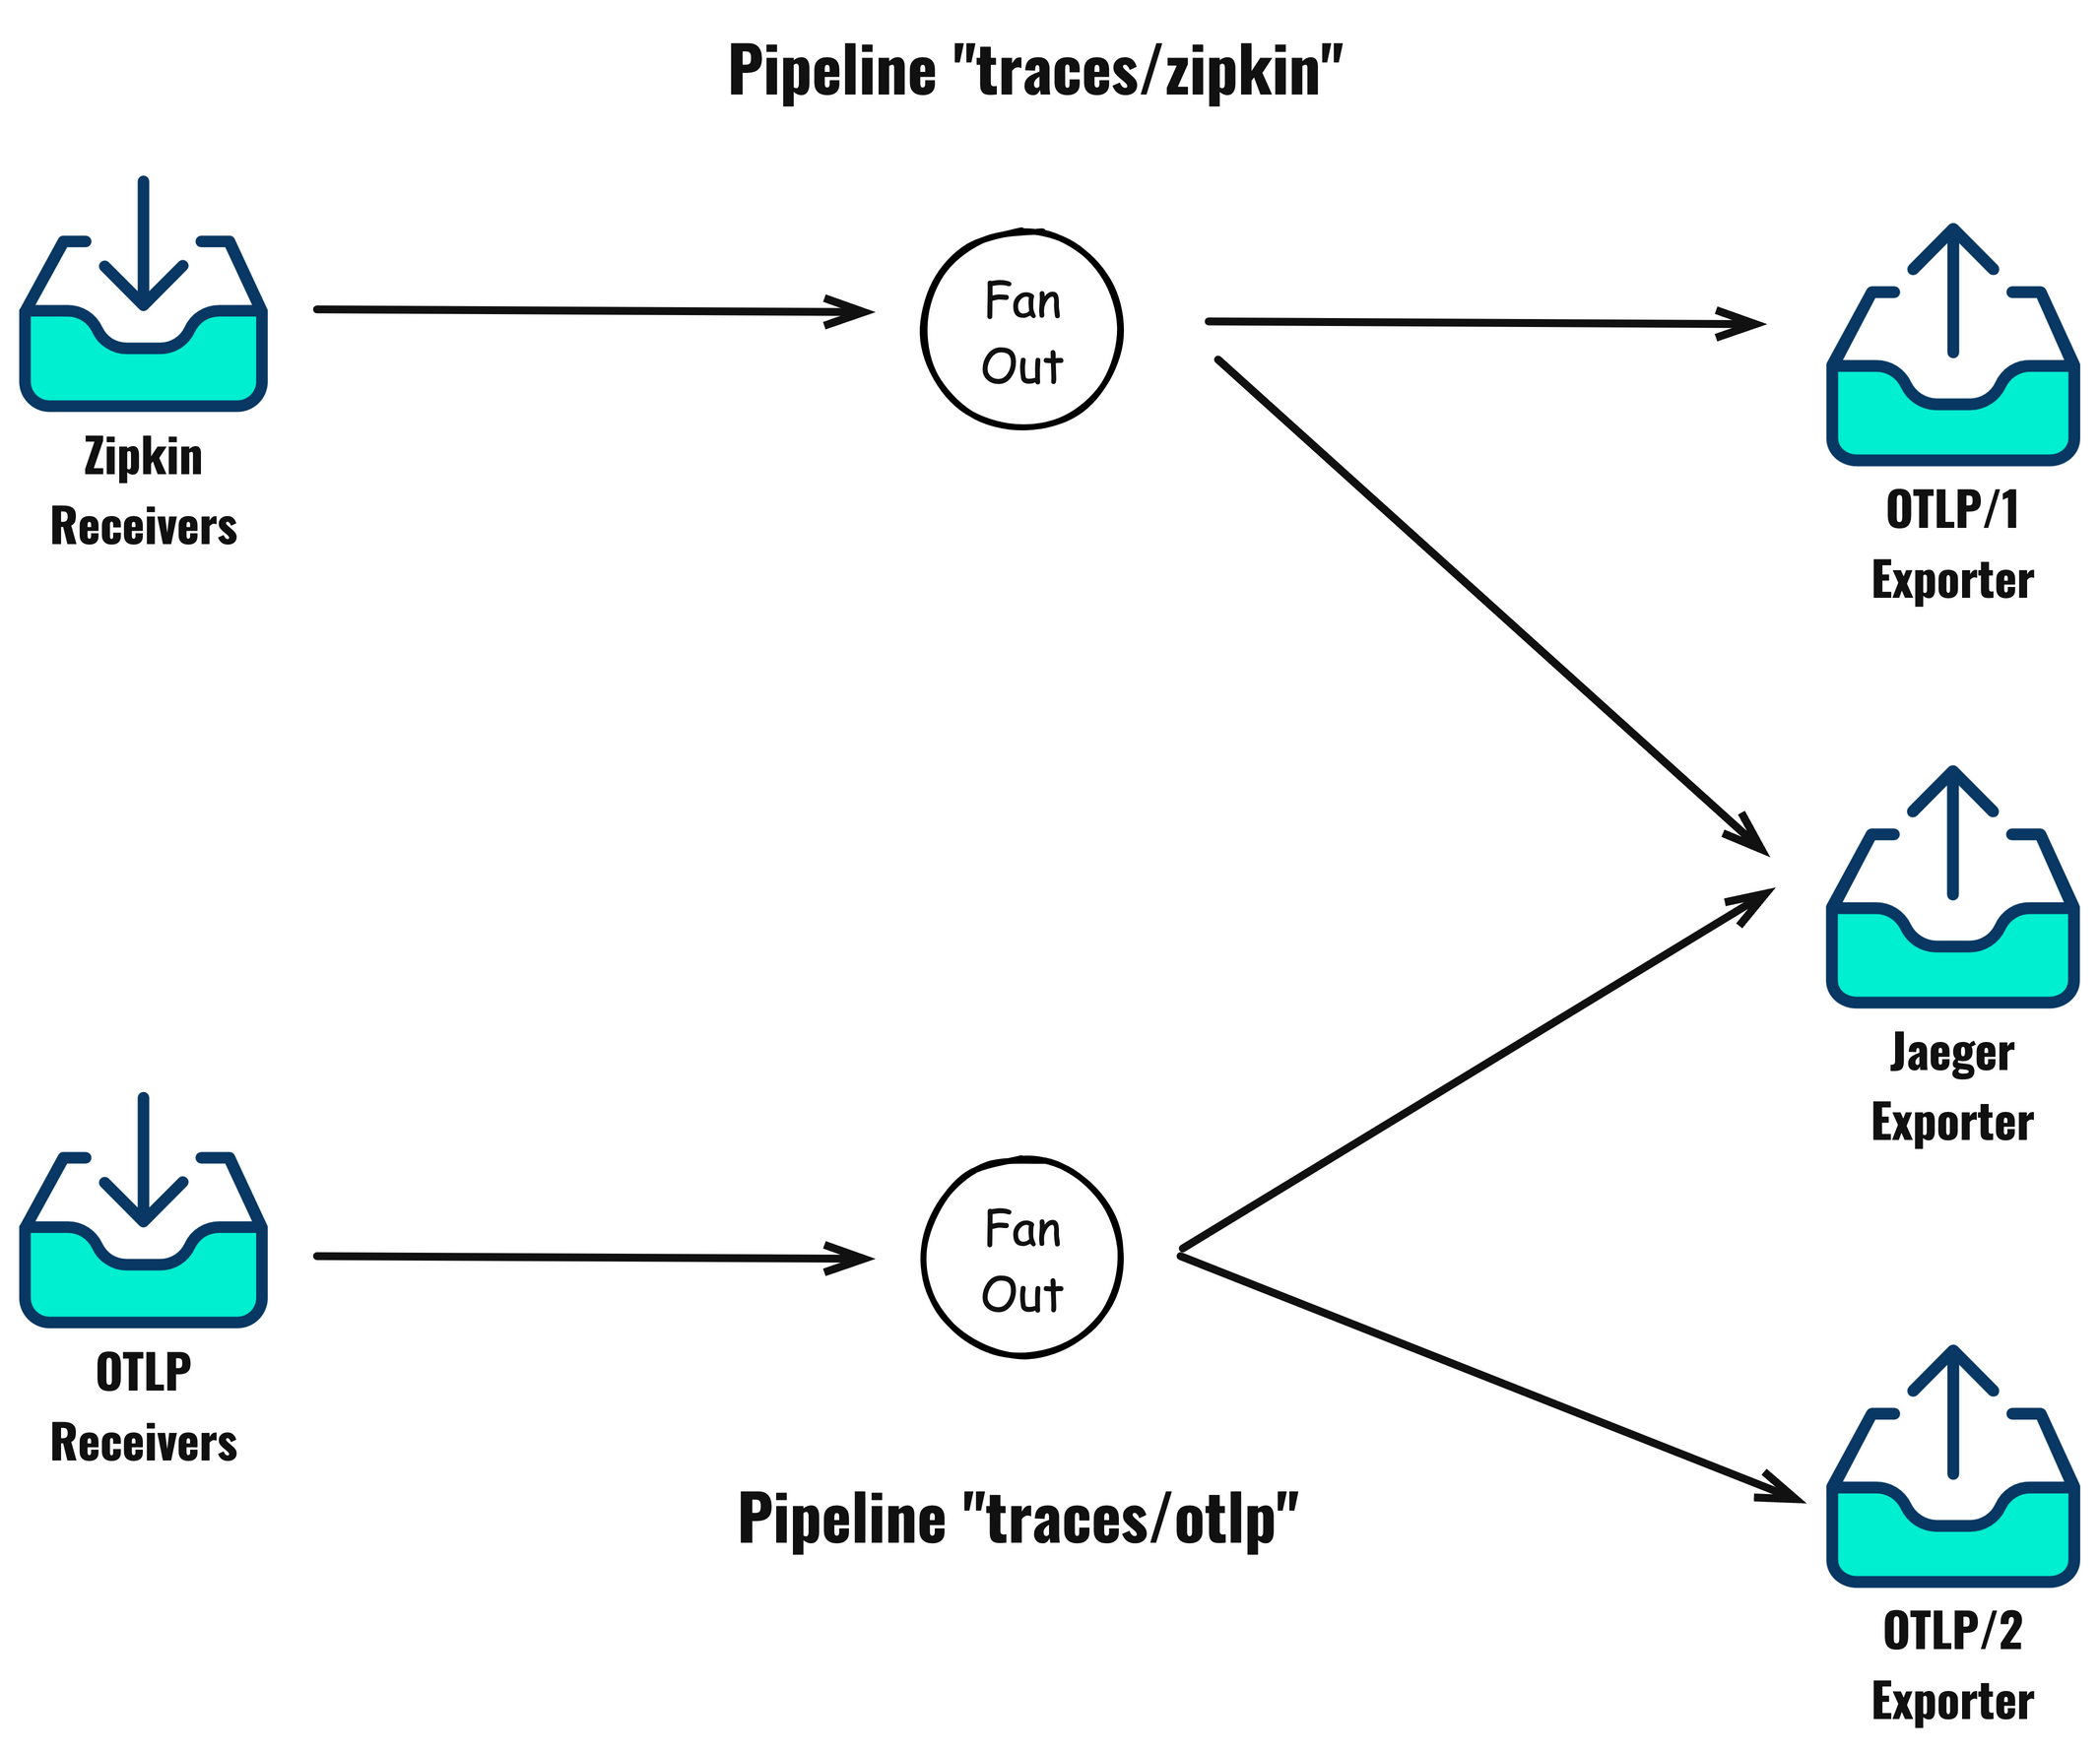 Pipeline "traces/zipkin"
Zipkin
Receivers
Fan
Out
OTLP/1
Exporter
Jaeger
Exporter
OTLP
Receivers
Fan
Out
Pipeline "traces/otlp"
OTLP/2
Exporter